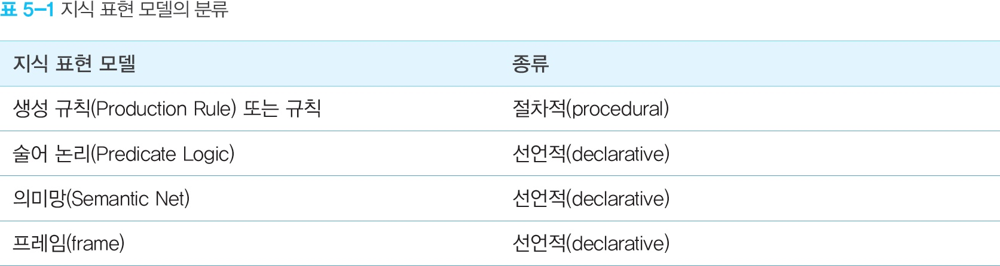 표 5-1 지식 표현 모델의 분류
지식 표현 모델 종류
생성 규칙(Production Rule) 또는 규칙 절차적(procedural)
술어 논리(Predicate Logic) 선언적(declarative)
의미망(Semantic Net) 선언적(declarative)
프레임(frame) 선언적(declarative)